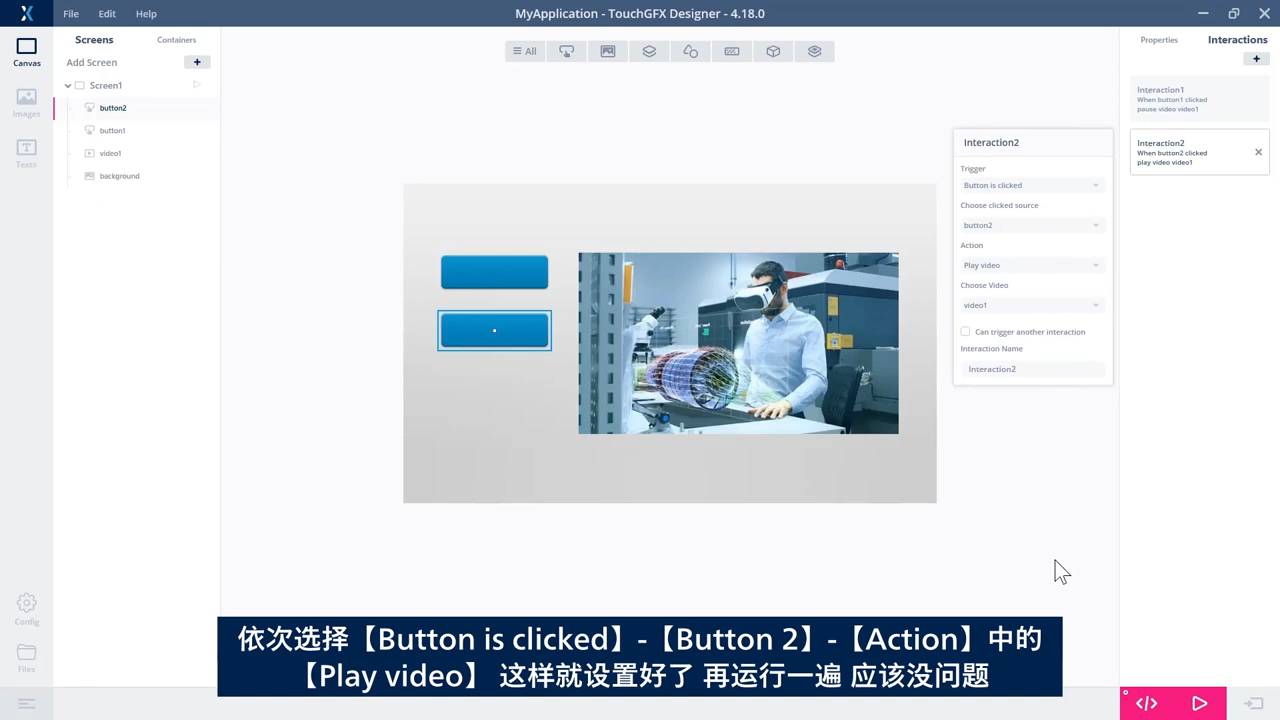 File Edit Help
MyApplication - TouchGFX Designer - 4.18.0
Canvas
Images
Texts
Config
Files
Screens Containers
Add Screen +
Screen1
button2
button1
video1
background
All
Interaction2
Trigger
Button is clicked
Choose clicked source
button2
Action
Play video
Choose Video
video1
Can trigger another interaction
Interaction Name
Interaction2
Properties Interactions
+
Interaction1
When button1 clicked
pause video video1
Interaction2
When button2 clicked
play video video1
依次选择【Button is clicked】-【Button 2】-【Action】中的
【Play video】 这样就设置好了 再运行一遍 应该没问题